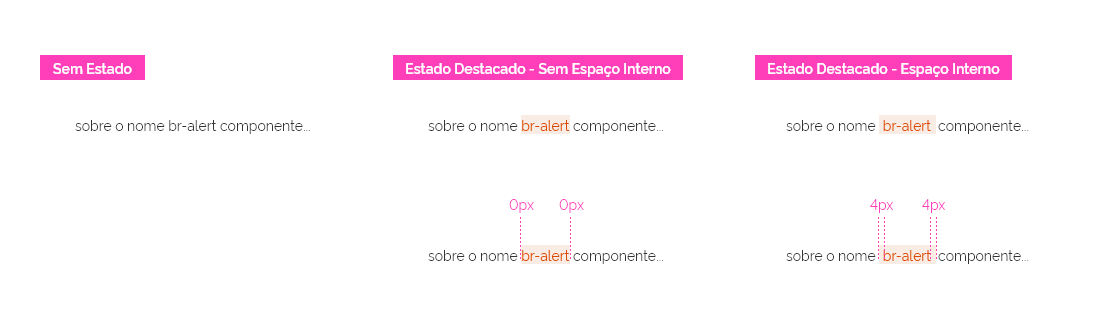 Sem Estado
sobre o nome br-alert componente...
Estado Destacado - Sem Espaço Interno
sobre o nome br-alert componente...
0px 0px
sobre o nome br-alert componente...
Estado Destacado - Espaço Interno
sobre o nome br-alert componente...
4px 4px
sobre o nome br-alert componente...